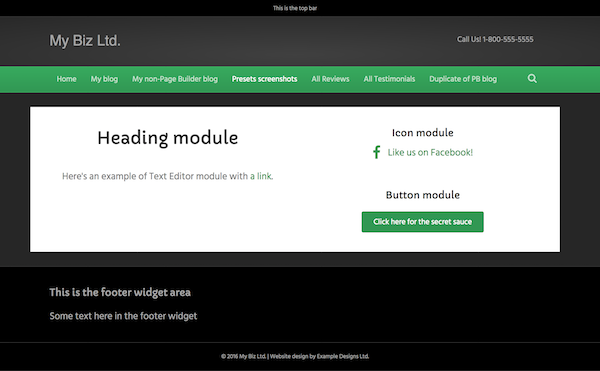 This is the top bar
My Biz Ltd.
Call Us! 1-800-555-5555
Home My blog My non-Page Builder blog Presets screenshots All Reviews All Testimonials Duplicate of PB blog
Heading module
Here's an example of Text Editor module with a link.
Icon module
Like us on Facebook!
Button module
Click here for the secret sauce
This is the footer widget area
Some text here in the footer widget
© 2016 My Biz Ltd. | Website design by Example Designs Ltd.